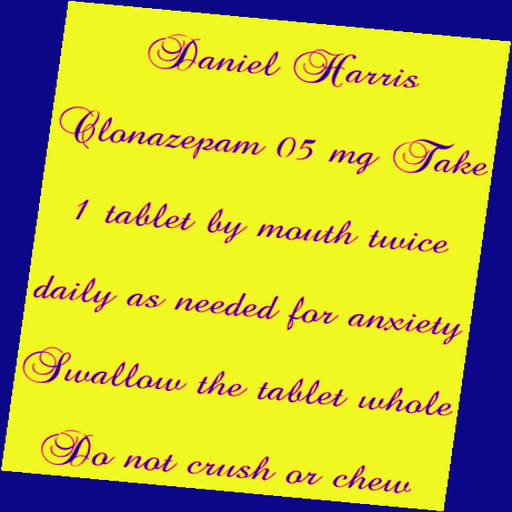 Daniel Harris
Clonazepam 05 mg Take
1 tablet by mouth twice
daily as needed for anxiety
Swallow the tablet whole
Do not crush or chew